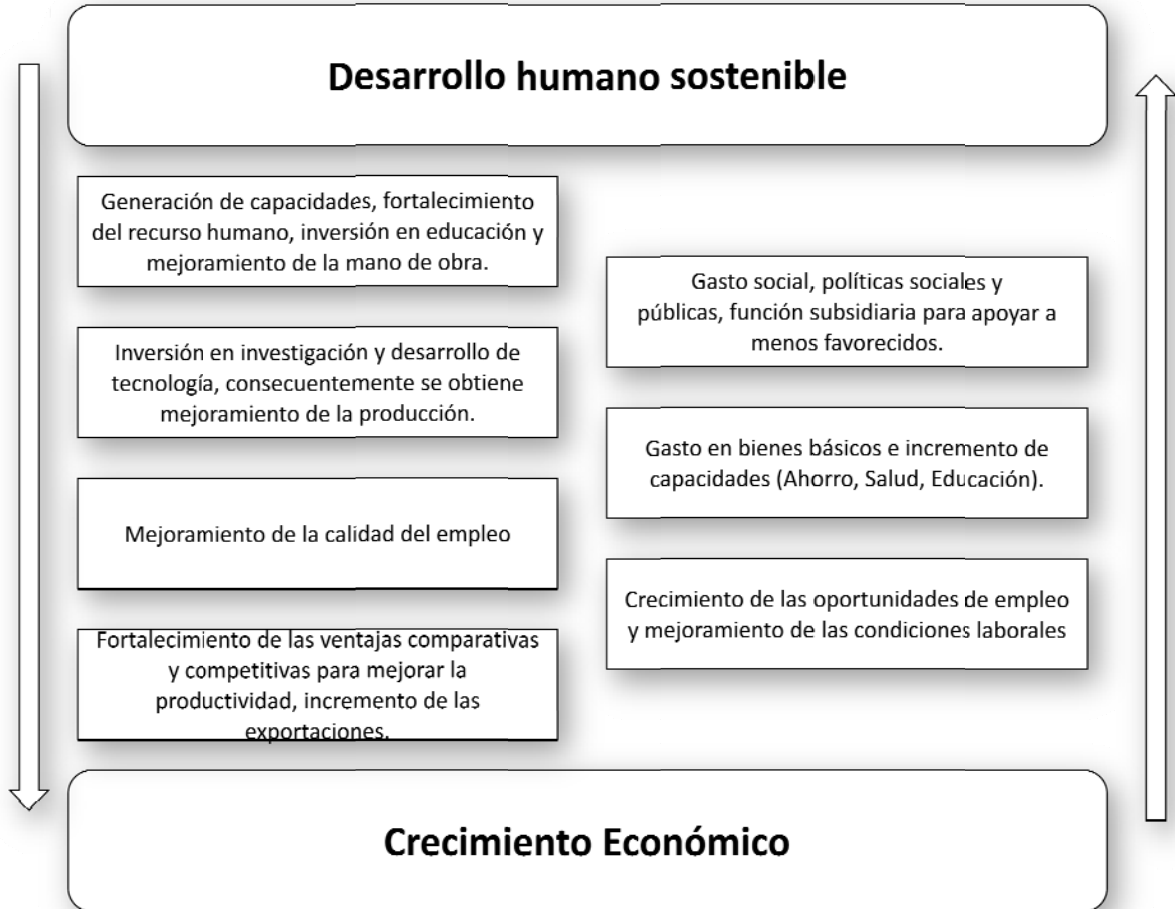 Desarrollo humano sostenible
Generación de capacidades, fortalecimiento
del recurso humano, inversión en educación y
mejoramiento de la mano de obra.
Inversión en investigación y desarrollo de
tecnología, consecuentemente se obtiene
mejoramiento de la producción.
Mejoramiento de la calidad del empleo
Fortalecimiento de las ventajas comparativas
y competitivas para mejorar la
productividad, incremento de las
exportaciones.
Gasto social, políticas sociales y
públicas, función subsidiaria para apoyar a
menos favorecidos.
Gasto en bienes básicos e incremento de
capacidades (Ahorro, Salud, Educación).
Crecimiento de las oportunidades de empleo
y mejoramiento de las condiciones laborales
Crecimiento Económico